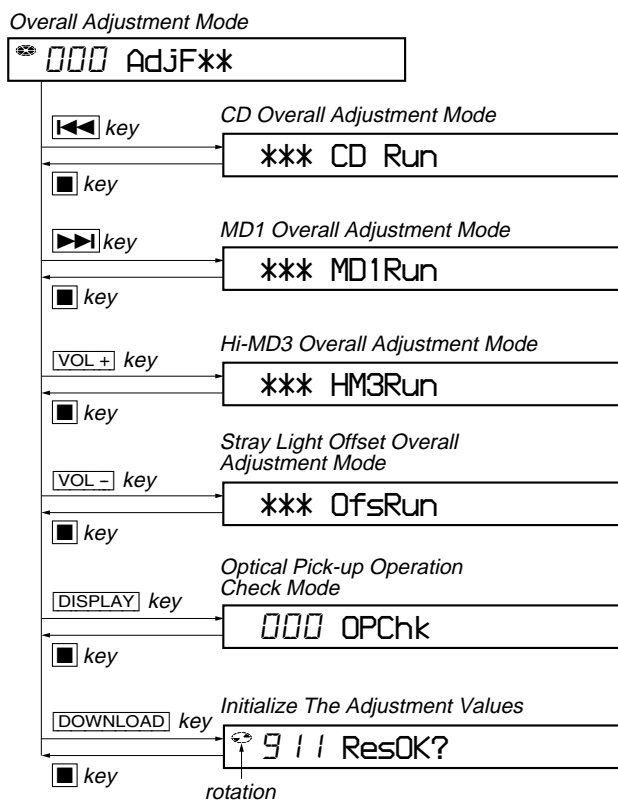 Overall Adjustment Mode
000 AdjF**
⏮ key
CD Overall Adjustment Mode
*** CD Run
■ key
⏭ key
MD1 Overall Adjustment Mode
*** MD1Run
■ key
VOL + key
Hi-MD3 Overall Adjustment Mode
*** HM3Run
■ key
Stray Light Offset Overall
Adjustment Mode
VOL – key
*** OfsRun
■ key
Optical Pick-up Operation
Check Mode
DISPLAY key
000 OPChk
■ key
Initialize The Adjustment Values
DOWNLOAD key
911 ResOK?
■ key
rotation